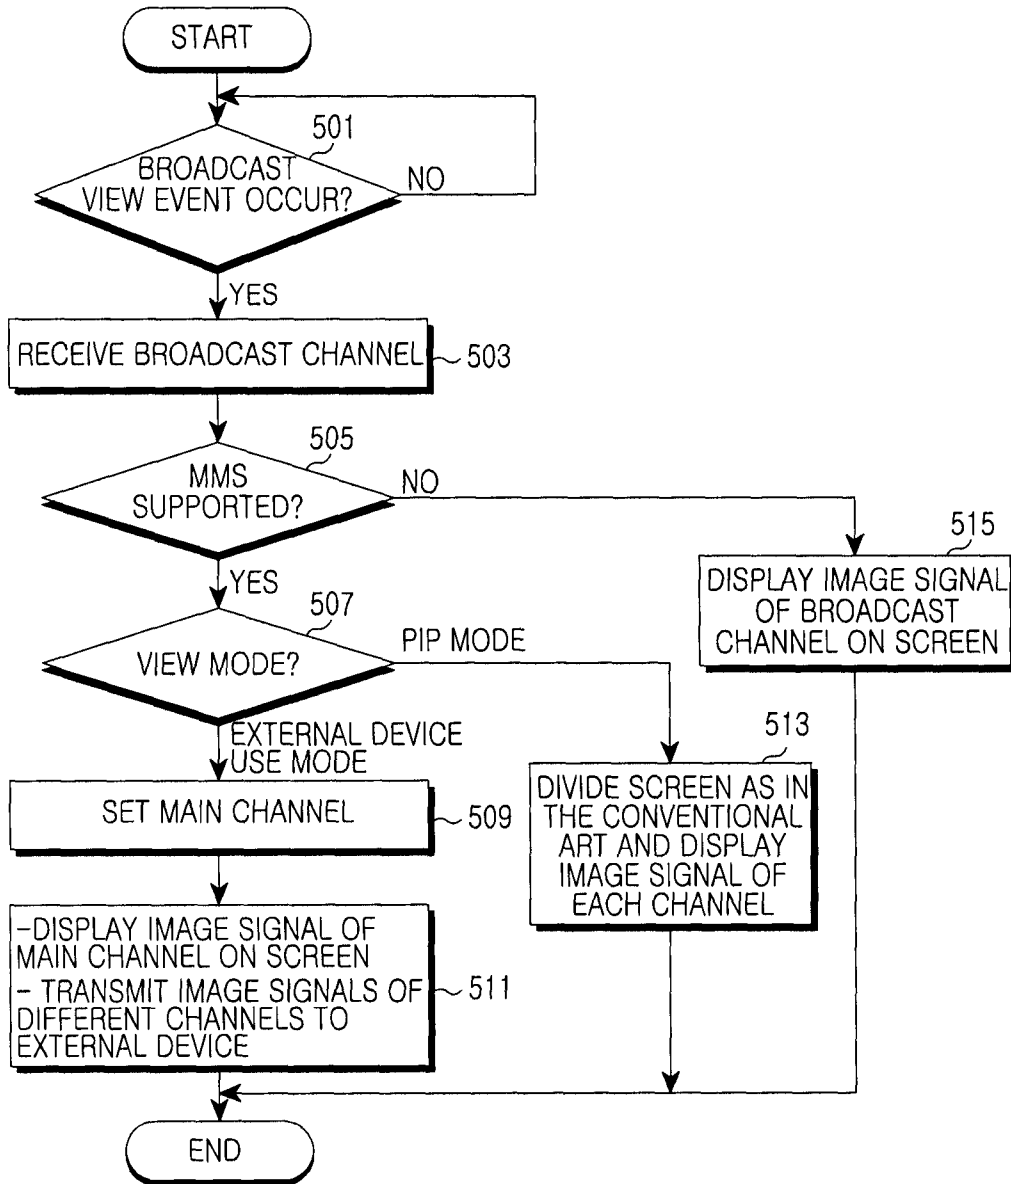 START
501
BROADCAST
VIEW EVENT OCCUR?
NO
YES
RECEIVE BROADCAST CHANNEL
503
505
MMS
SUPPORTED?
NO
YES
515
DISPLAY IMAGE SIGNAL
OF BROADCAST
CHANNEL ON SCREEN
507
VIEW MODE?
PIP MODE
EXTERNAL DEVICE
USE MODE
513
DIVIDE SCREEN AS IN
THE CONVENTIONAL
ART AND DISPLAY
IMAGE SIGNAL OF
EACH CHANNEL
SET MAIN CHANNEL
509
-DISPLAY IMAGE SIGNAL OF
MAIN CHANNEL ON SCREEN
- TRANSMIT IMAGE SIGNALS OF
DIFFERENT CHANNELS TO
EXTERNAL DEVICE
511
END